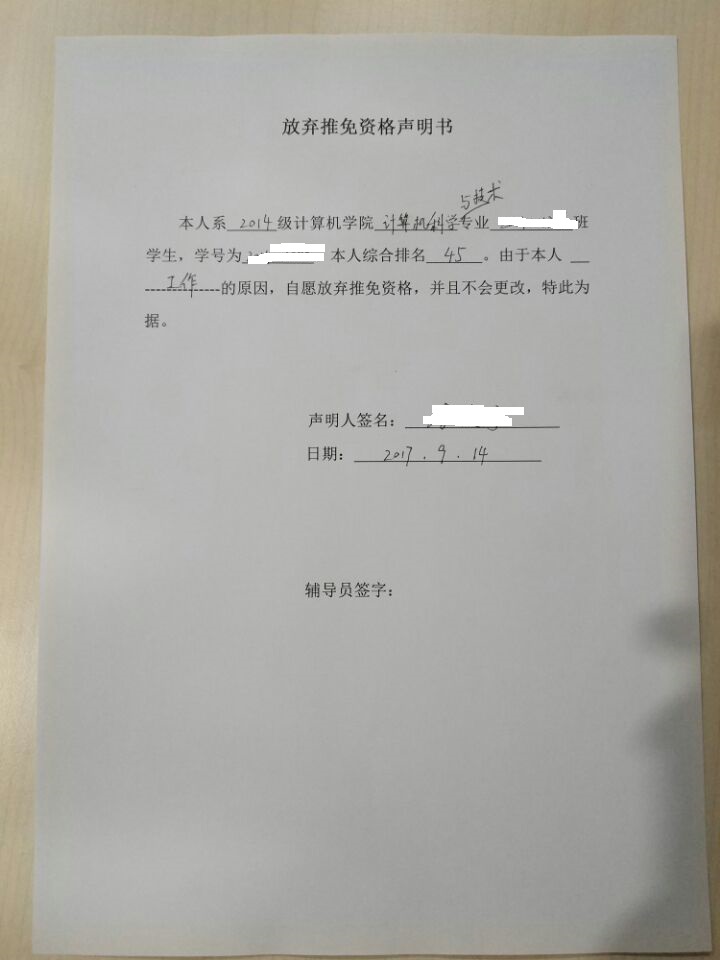 放弃推免资格声明书
本人系 2014 级计算机学院 计算机科学与技术 专业 班
学生，学号为 本人综合排名 45 。由于本人
工作 的原因，自愿放弃推免资格，并且不会更改，特此为
据。
声明人签名：
日期： 2017 . 9 . 14
辅导员签字：